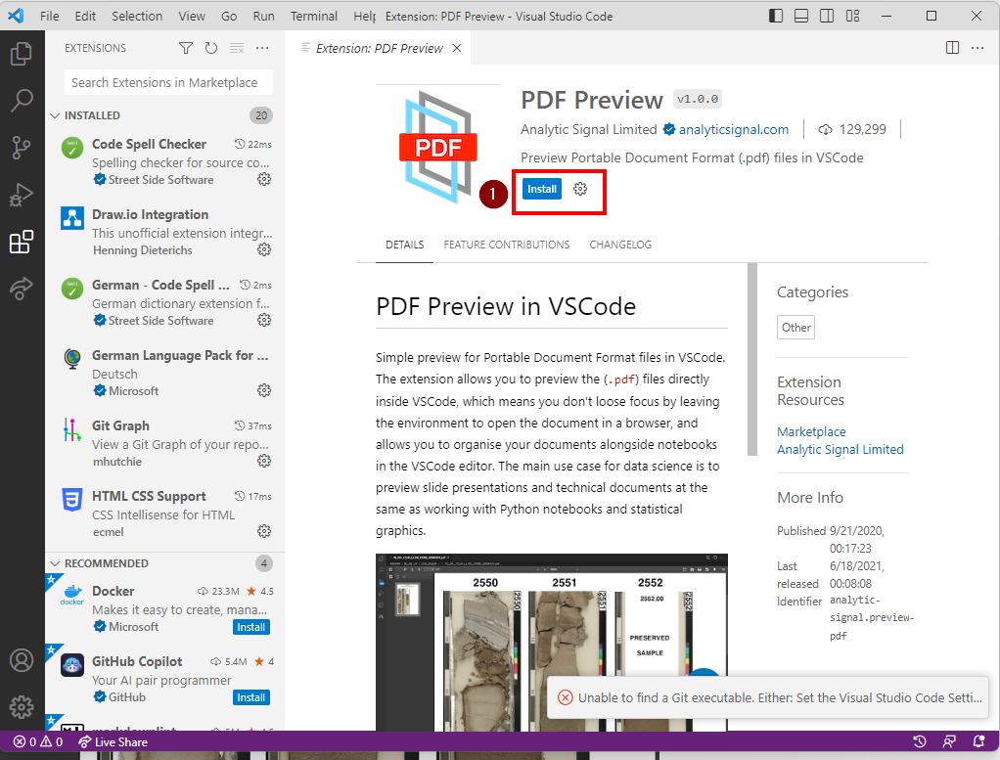 File Edit Selection View Go Run Terminal Help Extension: PDF Preview - Visual Studio Code
EXTENSIONS
Search Extensions in Marketplace
INSTALLED 20
Code Spell Checker 22ms
Spelling checker for source co...
Street Side Software
Draw.io Integration
This unofficial extension integr...
Henning Dieterichs
German - Code Spell ... 2ms
German dictionary extension f...
Street Side Software
German Language Pack for ...
Deutsch
Microsoft
Git Graph 37ms
View a Git Graph of your repo...
mhutchie
HTML CSS Support 17ms
CSS Intellisense for HTML
ecmel
RECOMMENDED 4
docker
Docker 23.3M 4.5
Makes it easy to create, mana...
Microsoft Install
GitHub Copilot 5.4M 4
Your AI pair programmer
GitHub Install
markdownlint 5M 4.5
Extension: PDF Preview
PDF
PDF Preview v1.0.0
Analytic Signal Limited analyticsignal.com 129,299
Preview Portable Document Format (.pdf) files in VSCode
1 Install
DETAILS FEATURE CONTRIBUTIONS CHANGELOG
PDF Preview in VSCode
Simple preview for Portable Document Format files in VSCode.
The extension allows you to preview the (.pdf) files directly
inside VSCode, which means you don't loose focus by leaving
the environment to open the document in a browser, and
allows you to organise your documents alongside notebooks
in the VSCode editor. The main use case for data science is to
preview slide presentations and technical documents at the
same as working with Python notebooks and statistical
graphics.
2550 2551 2552
2550 2551 2552.00 2552
PRESERVED
SAMPLE
Categories
Other
Extension
Resources
Marketplace
Analytic Signal Limited
More Info
Published 9/21/2020,
00:17:23
Last 6/18/2021,
released 00:08:08
Identifier analytic-
signal.preview-
pdf
Unable to find a Git executable. Either: Set the Visual Studio Code Setti...
0 0 Live Share